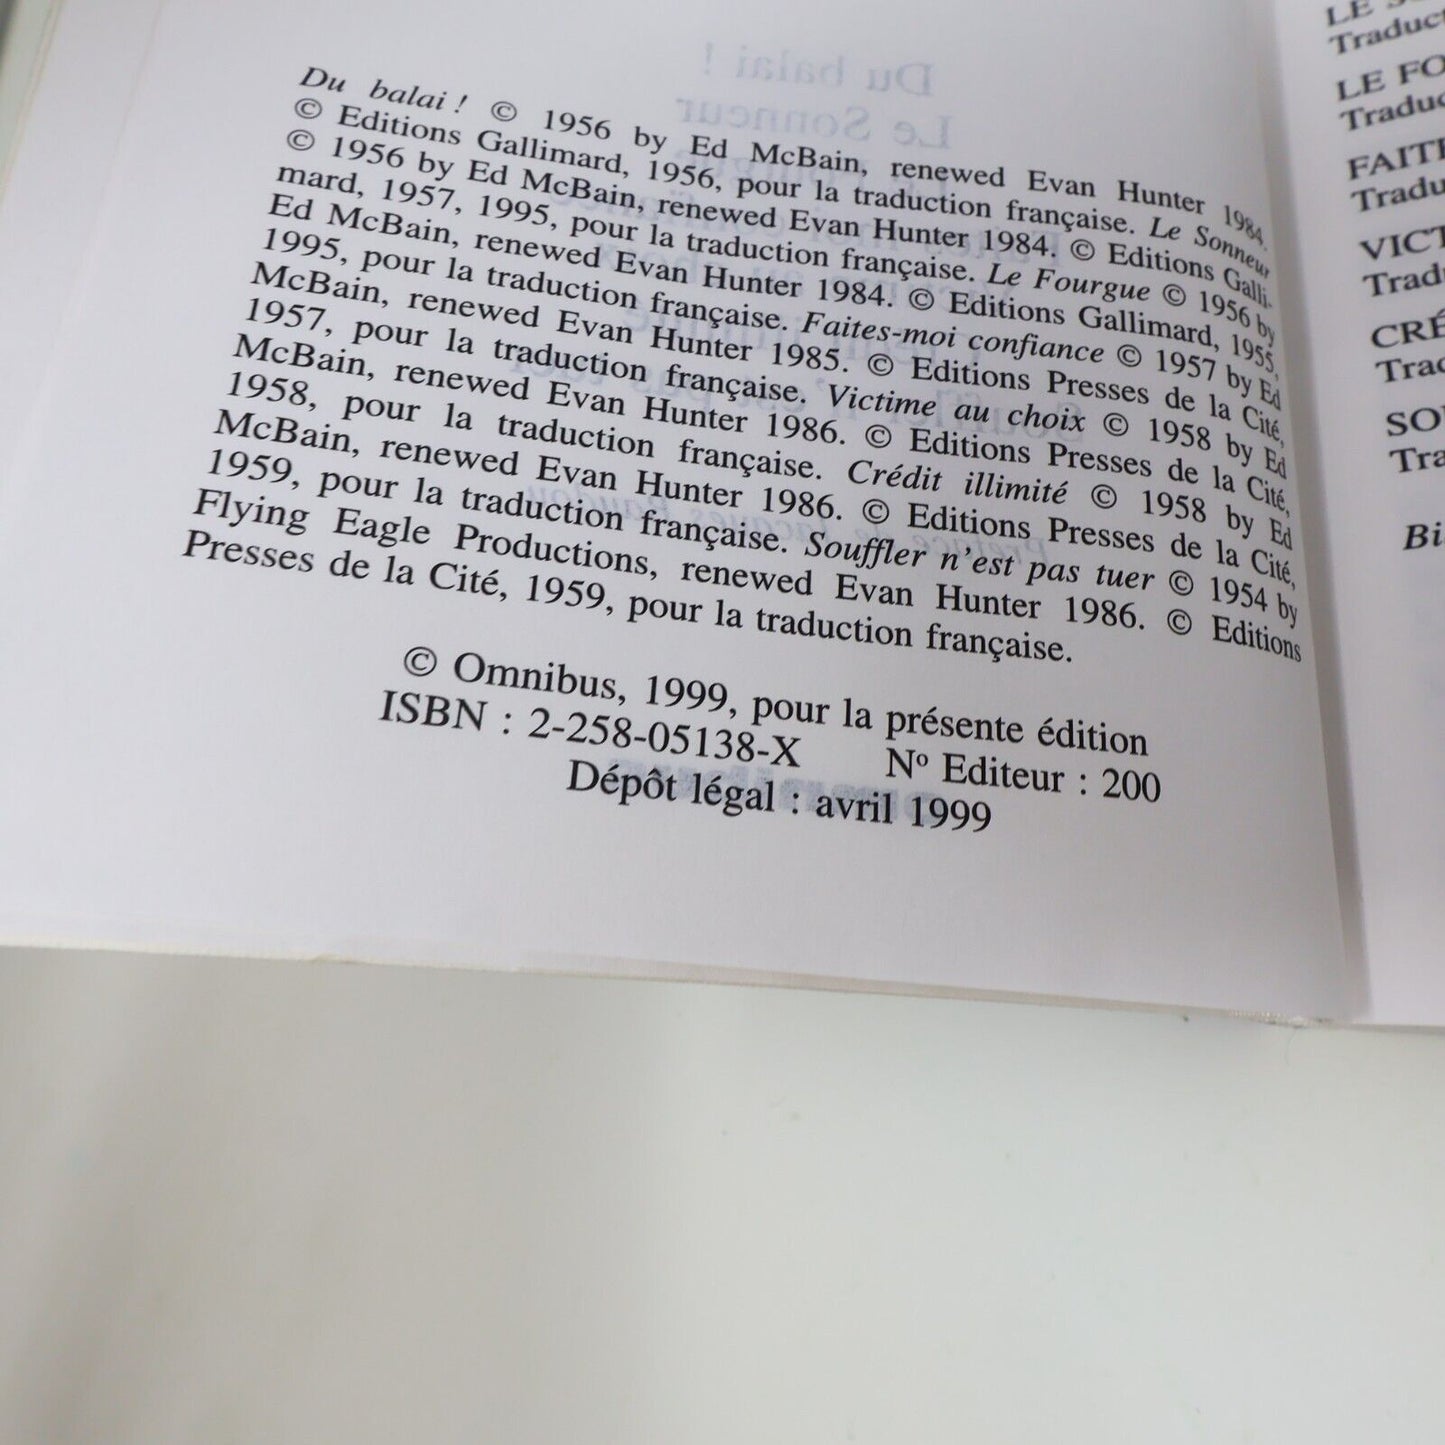 Du balai ! © 1956 by Ed McBain, renewed Evan Hunter 1984.
© Editions Gallimard, 1956, pour la traduction française. Le Sonneur
© 1956 by Ed McBain, renewed Evan Hunter 1984. © Editions Galli-
mard, 1957, 1995, pour la traduction française. Le Fourgue © 1956 by
Ed McBain, renewed Evan Hunter 1984. © Editions Gallimard, 1955,
1995, pour la traduction française. Faites-moi confiance © 1957 by Ed
McBain, renewed Evan Hunter 1985. © Editions Presses de la Cité,
1957, pour la traduction française. Victime au choix © 1958 by Ed
McBain, renewed Evan Hunter 1986. © Editions Presses de la Cité,
1958, pour la traduction française. Crédit illimité © 1958 by Ed
McBain, renewed Evan Hunter 1986. © Editions Presses de la Cité,
1959, pour la traduction française. Souffler n'est pas tuer © 1954 by
Flying Eagle Productions, renewed Evan Hunter 1986. © Editions
Presses de la Cité, 1959, pour la traduction française.
© Omnibus, 1999, pour la présente édition
ISBN : 2-258-05138-X Nº Editeur : 200
Dépôt légal : avril 1999
LE
Traduct
LE FO
Traduc
FAITE
Tradu
VICT
Trad
CRÉ
Trad
SO
Tra
Bi